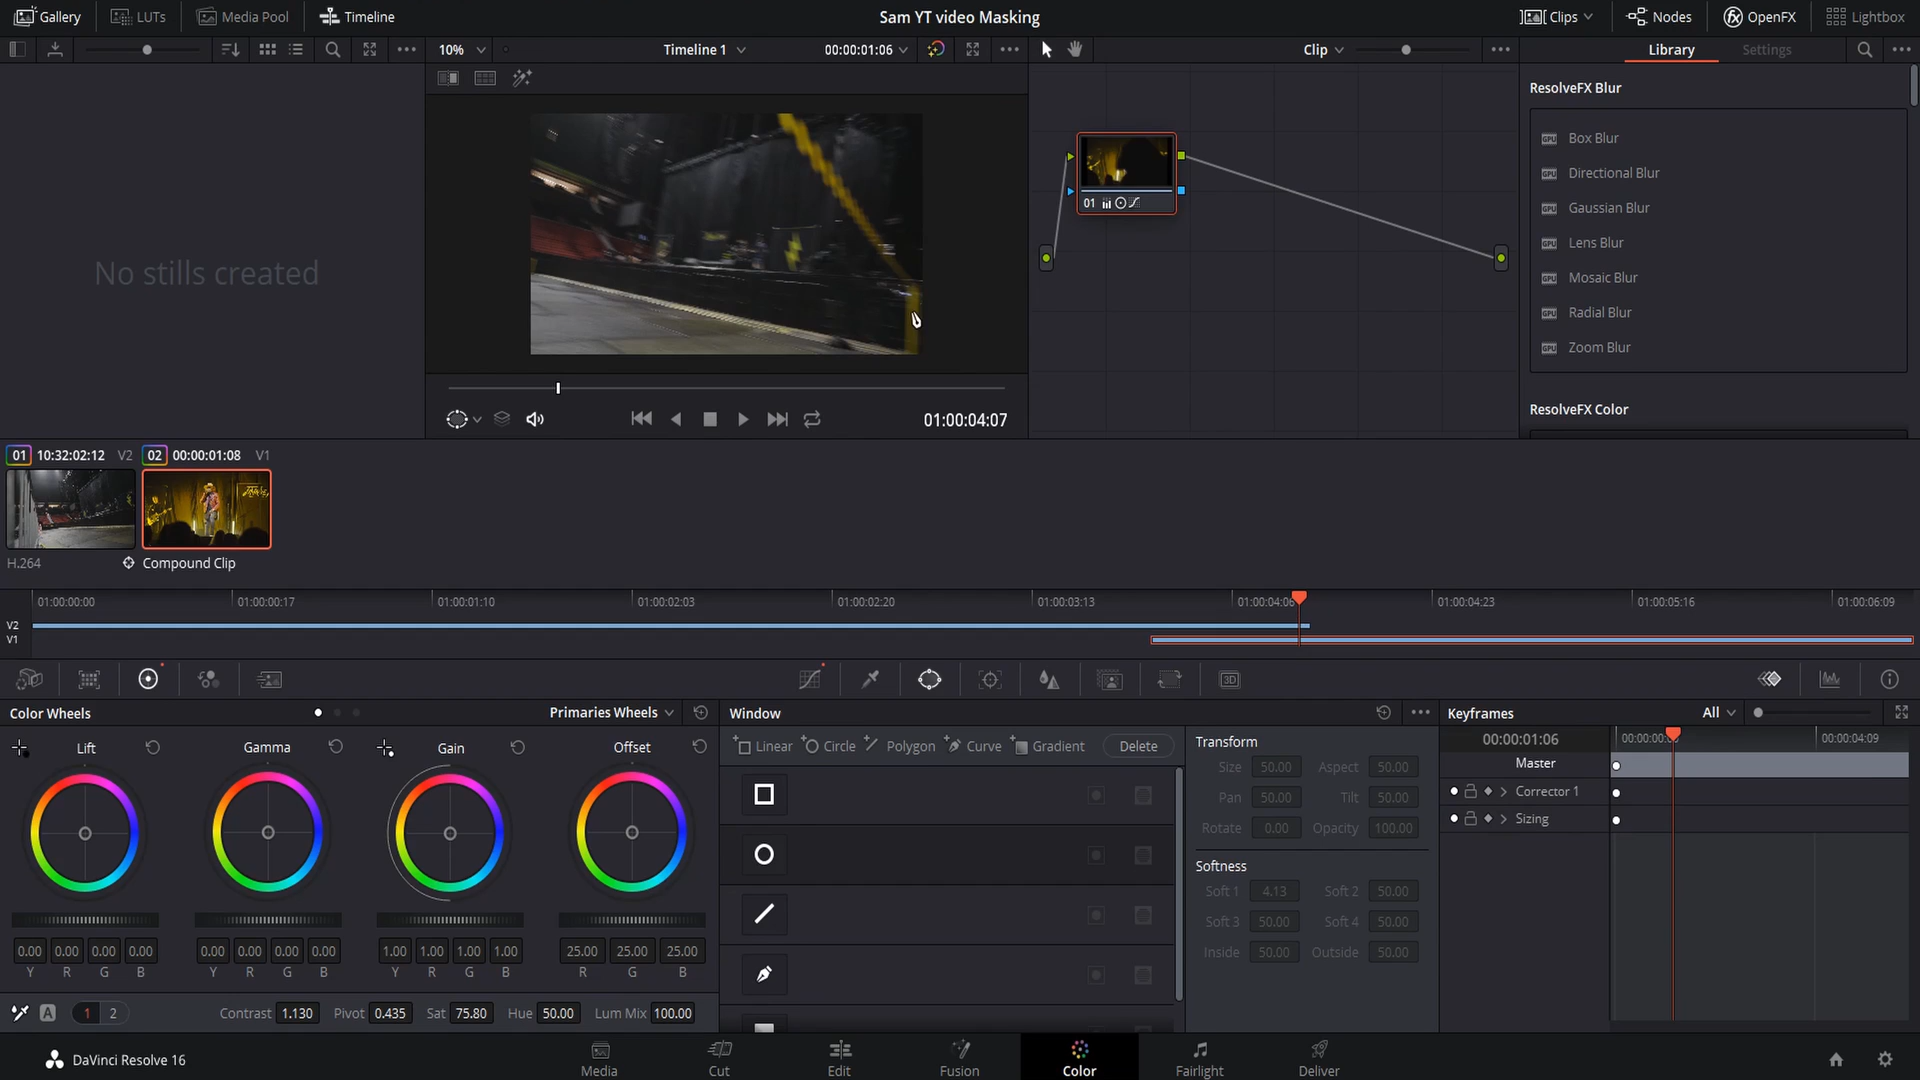 Gallery LUTs Media Pool Timeline Sam YT video Masking Clips Nodes OpenFX Lightbox
10% Timeline 1 00:00:01:06 Clip Library Settings
ResolveFX Blur
Box Blur
Directional Blur
Gaussian Blur
Lens Blur
Mosaic Blur
Radial Blur
Zoom Blur
ResolveFX Color
No stills created
01
01:00:04:07
01 10:32:02:12 V2 02 00:00:01:08 V1
H.264 Compound Clip
01:00:00:00 01:00:00:17 01:00:01:10 01:00:02:03 01:00:02:20 01:00:03:13 01:00:04:06 01:00:04:23 01:00:05:16 01:00:06:09
V2
V1
3D
Color Wheels Primaries Wheels Window Keyframes All
Lift Gamma Gain Offset
Linear Circle Polygon Curve Gradient Delete
Transform
Size 50.00 Aspect 50.00
Pan 50.00 Tilt 50.00
Rotate 0.00 Opacity 100.00
Softness
Soft 1 4.13 Soft 2 50.00
Soft 3 50.00 Soft 4 50.00
Inside 50.00 Outside 50.00
00:00:01:06 00:00:04:09
Master
Corrector 1
Sizing
0.00 0.00 0.00 0.00 0.00 0.00 0.00 0.00 1.00 1.00 1.00 1.00 25.00 25.00 25.00
Y R G B Y R G B Y R G B R G B
A 1 2 Contrast 1.130 Pivot 0.435 Sat 75.80 Hue 50.00 Lum Mix 100.00
DaVinci Resolve 16 Media Cut Edit Fusion Color Fairlight Deliver